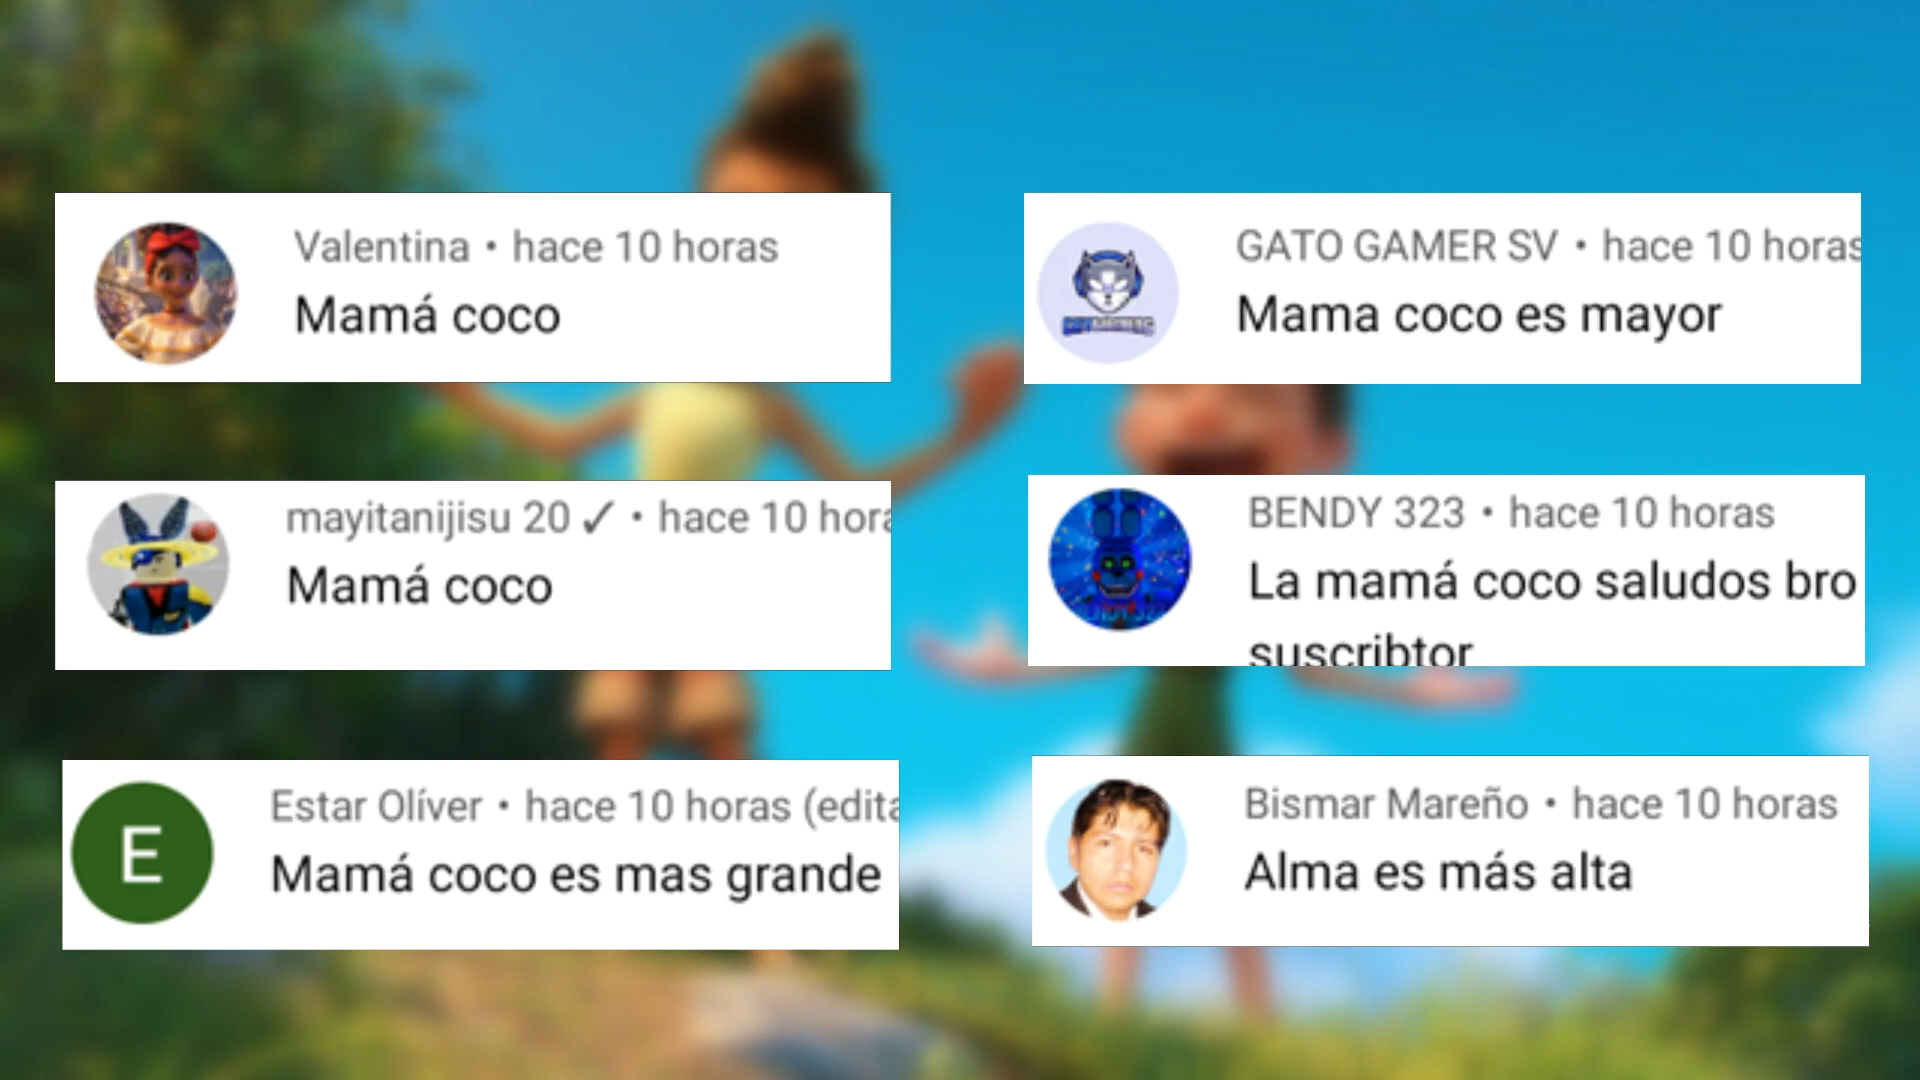 Valentina • hace 10 horas
Mamá coco
GATO GAMER SV • hace 10 horas
Mama coco es mayor
mayitanijisu 20 ✓ • hace 10 hora
Mamá coco
BENDY 323 • hace 10 horas
La mamá coco saludos bro
suscribtor
E
Estar Olíver • hace 10 horas (edita
Mamá coco es mas grande
Bismar Mareño • hace 10 horas
Alma es más alta